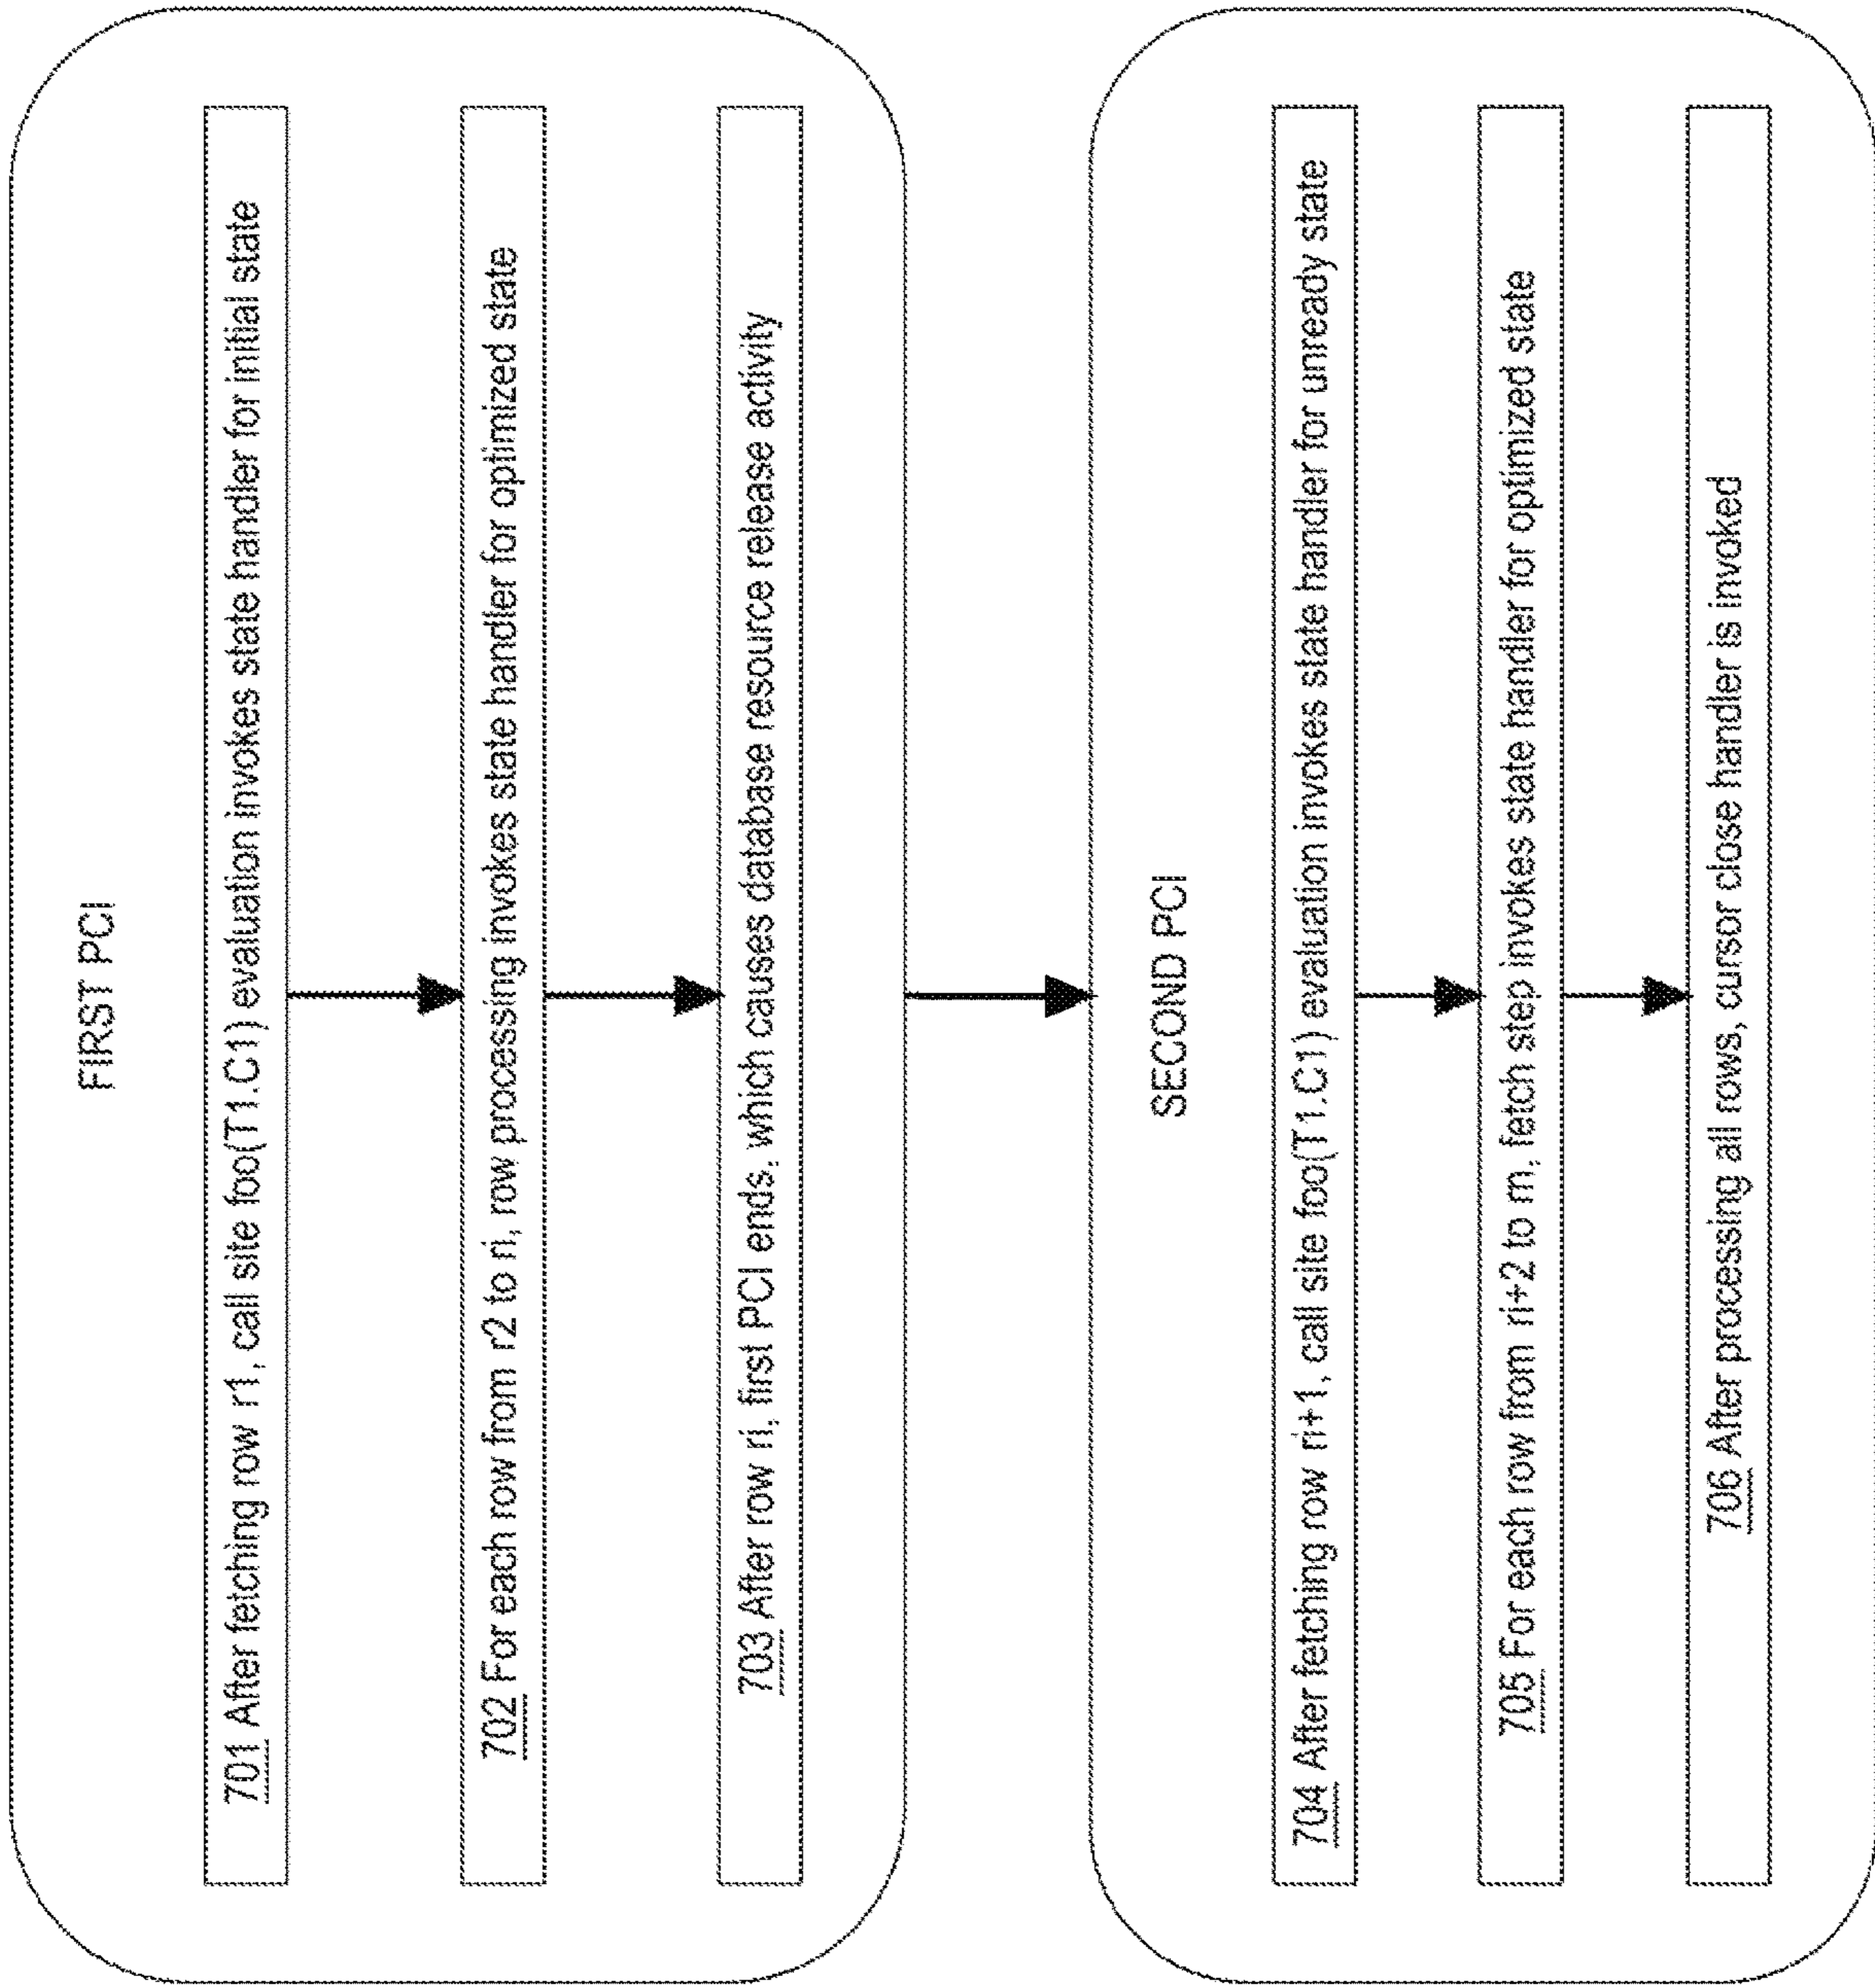 FIRST PCI
701 After fetching row r1, call site foo(T1.C1) evaluation invokes state handler for initial state
702 For each row from r2 to ri, row processing invokes state handler for optimized state
703 After row ri, first PCI ends, which causes database resource release activity
SECOND PCI
704 After fetching row ri+1, call site foo(T1.C1) evaluation invokes state handler for unready state
705 For each row from ri+2 to rn, fetch step invokes state handler for optimized state
706 After processing all rows, cursor close handler is invoked